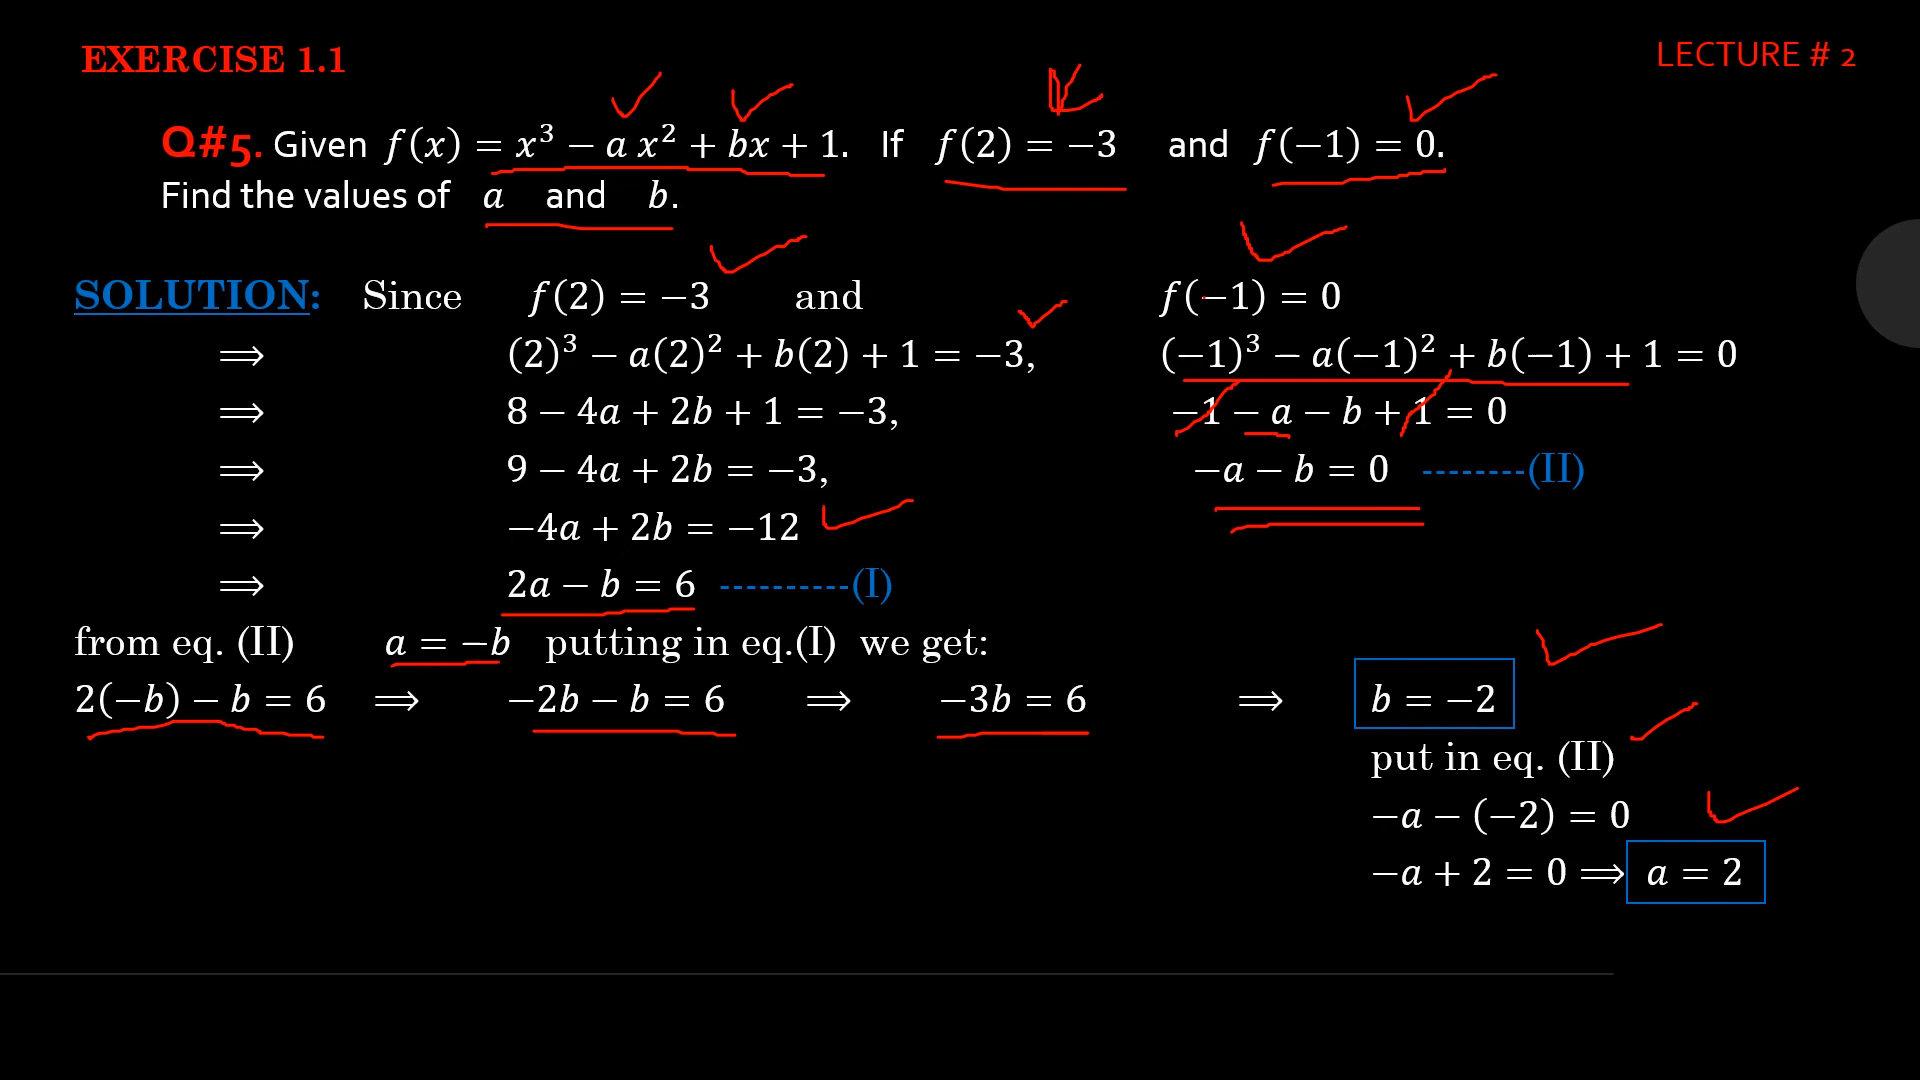 EXERCISE 1.1
LECTURE # 2
Q#5. Given f(x) = x³ − a x² + bx + 1. If f(2) = −3 and f(−1) = 0.
Find the values of a and b.
SOLUTION: Since f(2) = −3 and f(−1) = 0
⟹ (2)³ − a(2)² + b(2) + 1 = −3, (−1)³ − a(−1)² + b(−1) + 1 = 0
⟹ 8 − 4a + 2b + 1 = −3, −1 − a − b + 1 = 0
⟹ 9 − 4a + 2b = −3, −a − b = 0 --------(II)
⟹ −4a + 2b = −12
⟹ 2a − b = 6 ----------(I)
from eq. (II) a = −b putting in eq.(I) we get:
2(−b) − b = 6 ⟹ −2b − b = 6 ⟹ −3b = 6 ⟹ b = −2
put in eq. (II)
−a − (−2) = 0
−a + 2 = 0 ⟹ a = 2